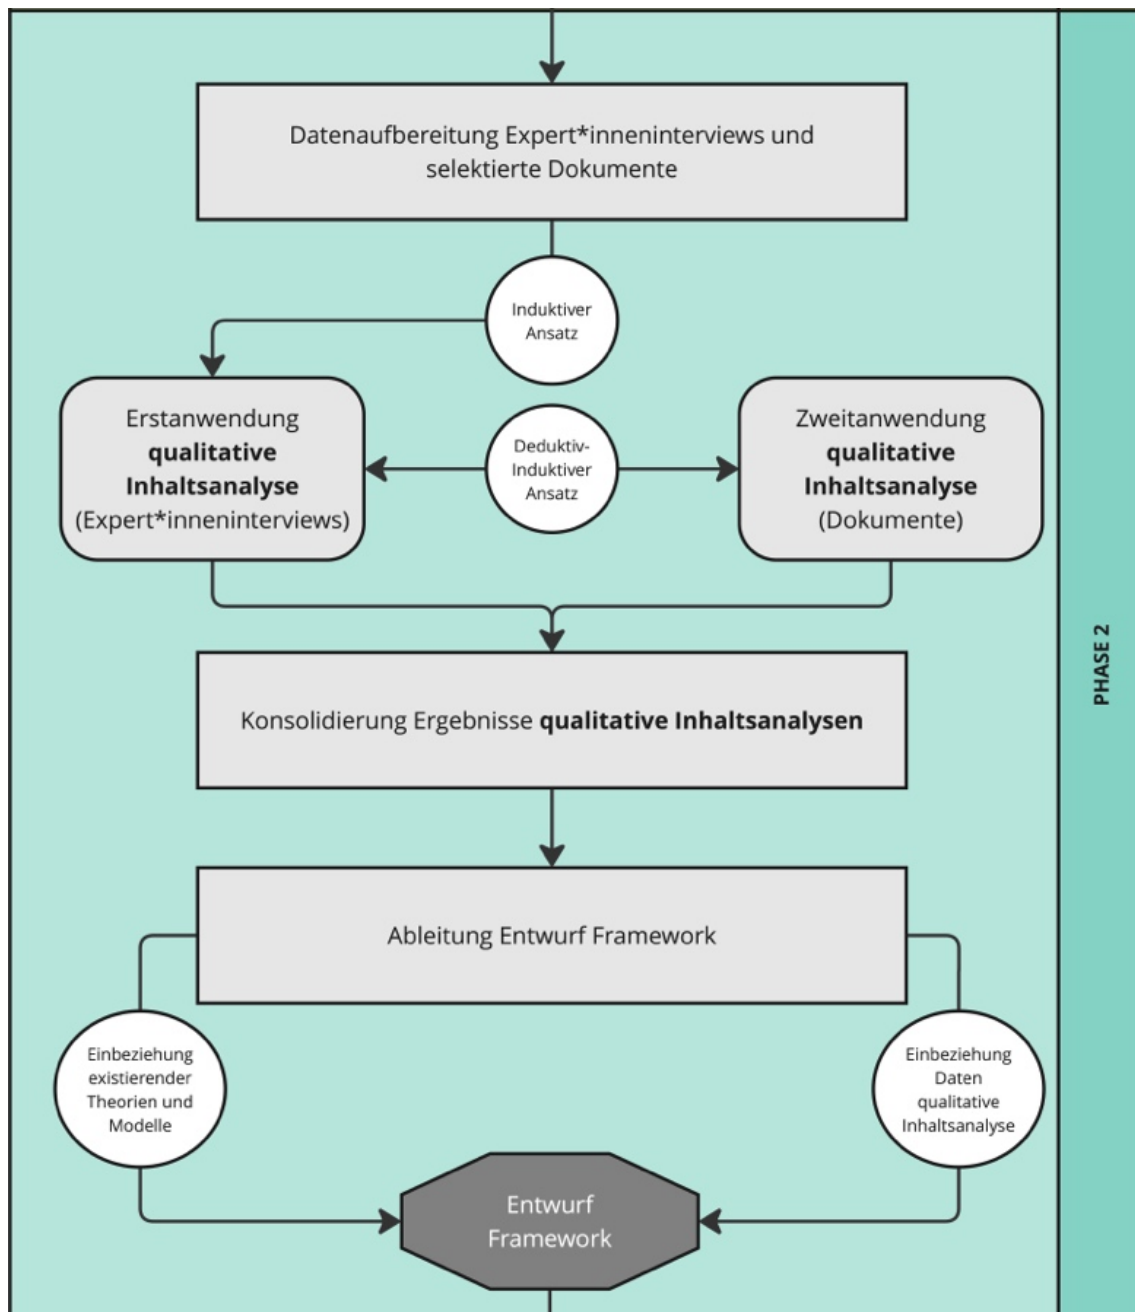 Datenaufbereitung Expert*inneninterviews und
selektierte Dokumente
Induktiver
Ansatz
Erstanwendung
qualitative
Inhaltsanalyse
(Expert*inneninterviews)
Deduktiv-
Induktiver
Ansatz
Zweitanwendung
qualitative
Inhaltsanalyse
(Dokumente)
Konsolidierung Ergebnisse qualitative Inhaltsanalysen
Ableitung Entwurf Framework
Einbeziehung
existierender
Theorien und
Modelle
Einbeziehung
Daten
qualitative
Inhaltsanalyse
Entwurf
Framework
PHASE 2